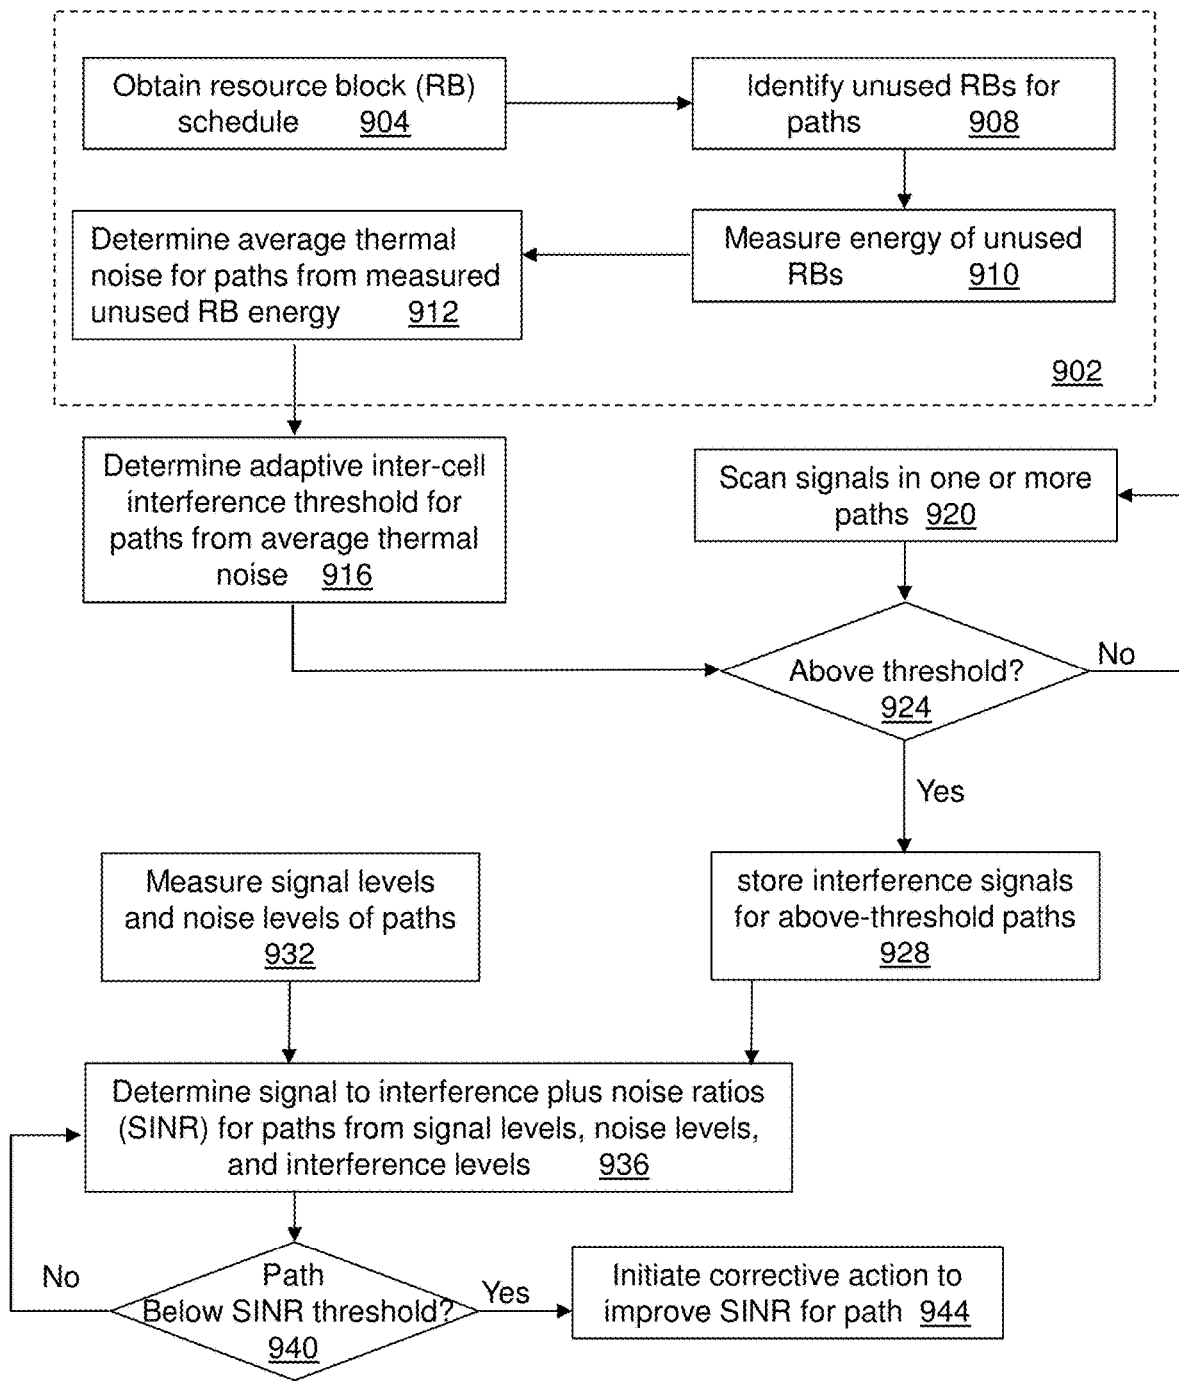 Obtain resource block (RB)
schedule 904
Identify unused RBs for
paths 908
Determine average thermal
noise for paths from measured
unused RB energy 912
Measure energy of unused
RBs 910
902
Determine adaptive inter-cell
interference threshold for
paths from average thermal
noise 916
Scan signals in one or more
paths 920
Above threshold?
924
No
Yes
Measure signal levels
and noise levels of paths
932
store interference signals
for above-threshold paths
928
Determine signal to interference plus noise ratios
(SINR) for paths from signal levels, noise levels,
and interference levels 936
No
Path
Below SINR threshold?
940
Yes
Initiate corrective action to
improve SINR for path 944